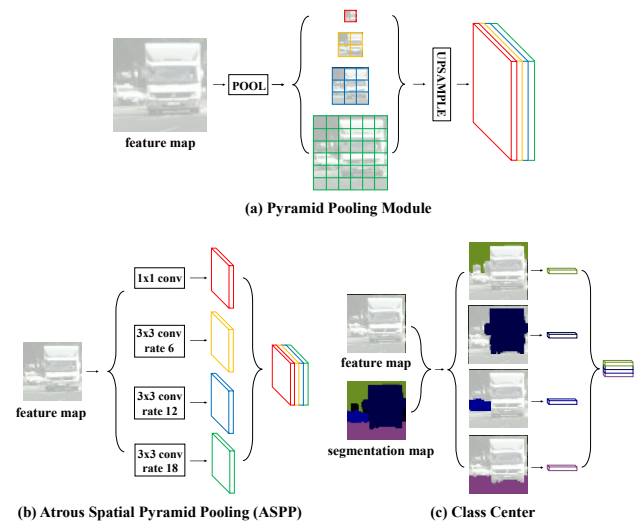 feature map
POOL
UPSAMPLE
(a) Pyramid Pooling Module
feature map
1x1 conv
3x3 conv
rate 6
3x3 conv
rate 12
3x3 conv
rate 18
(b) Atrous Spatial Pyramid Pooling (ASPP)
feature map
segmentation map
(c) Class Center